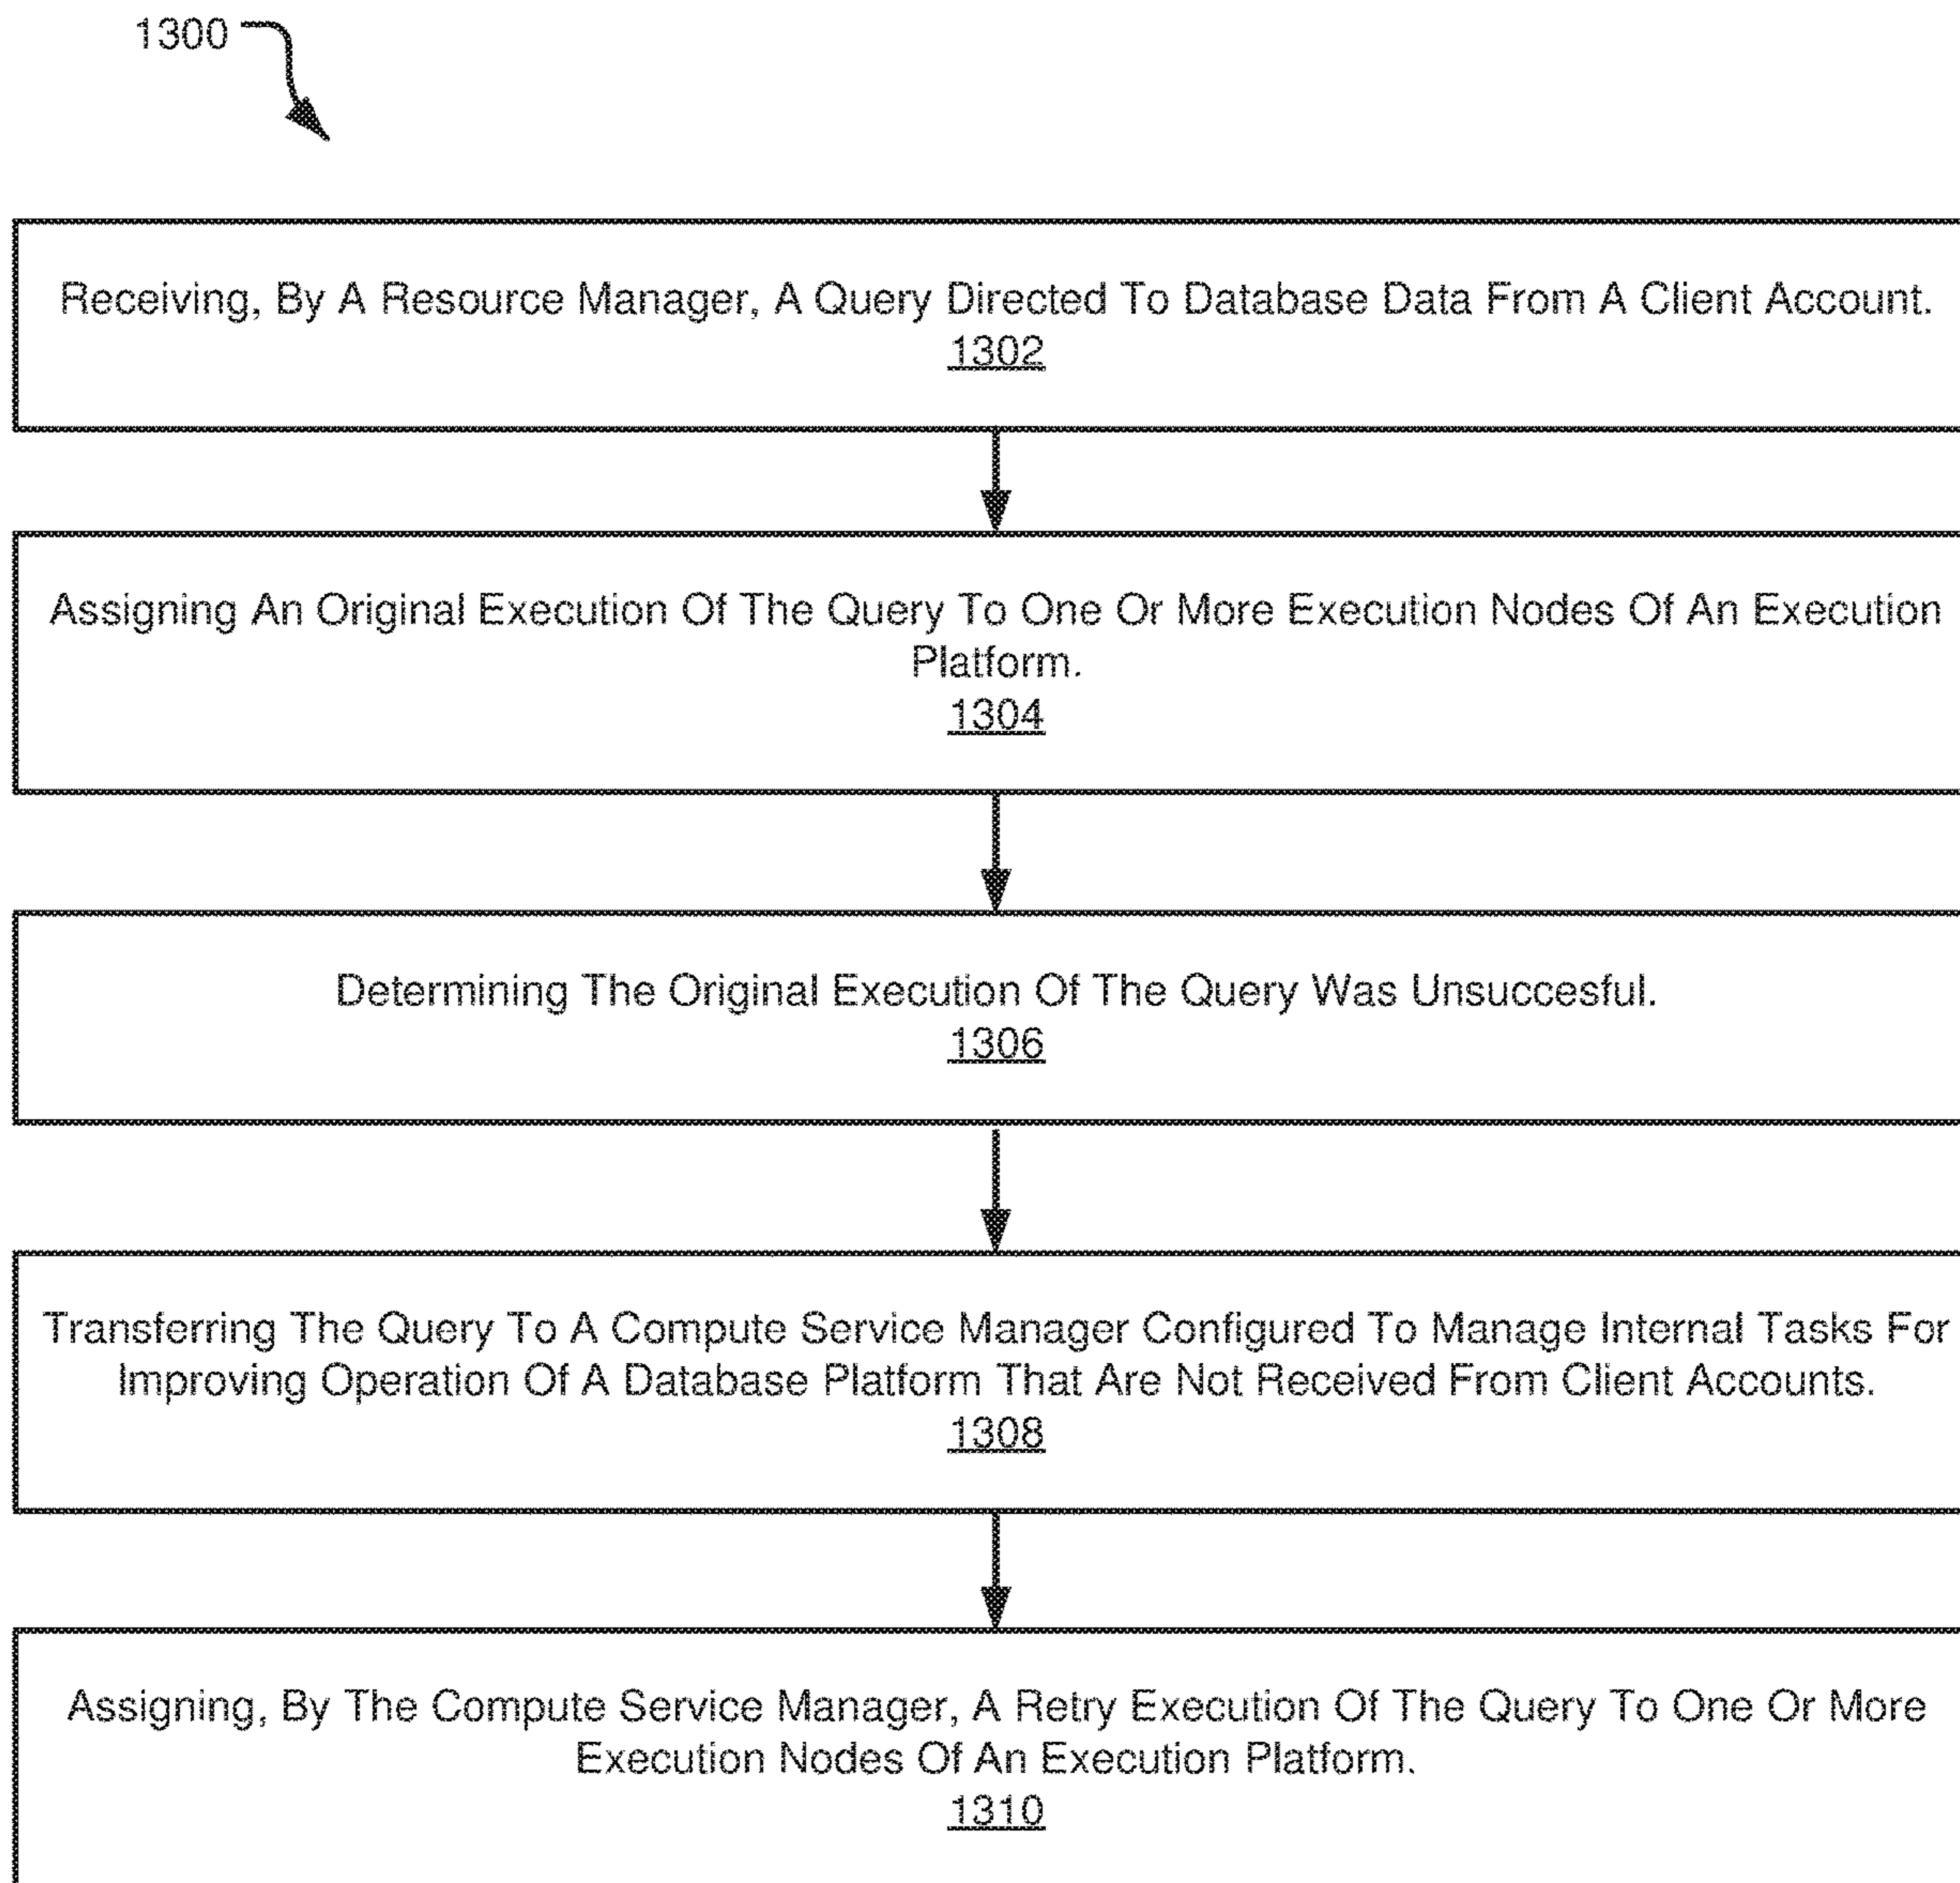 1300
Receiving, By A Resource Manager, A Query Directed To Database Data From A Client Account.
1302
Assigning An Original Execution Of The Query To One Or More Execution Nodes Of An Execution
Platform.
1304
Determining The Original Execution Of The Query Was Unsuccesful.
1306
Transferring The Query To A Compute Service Manager Configured To Manage Internal Tasks For
Improving Operation Of A Database Platform That Are Not Received From Client Accounts.
1308
Assigning, By The Compute Service Manager, A Retry Execution Of The Query To One Or More
Execution Nodes Of An Execution Platform.
1310